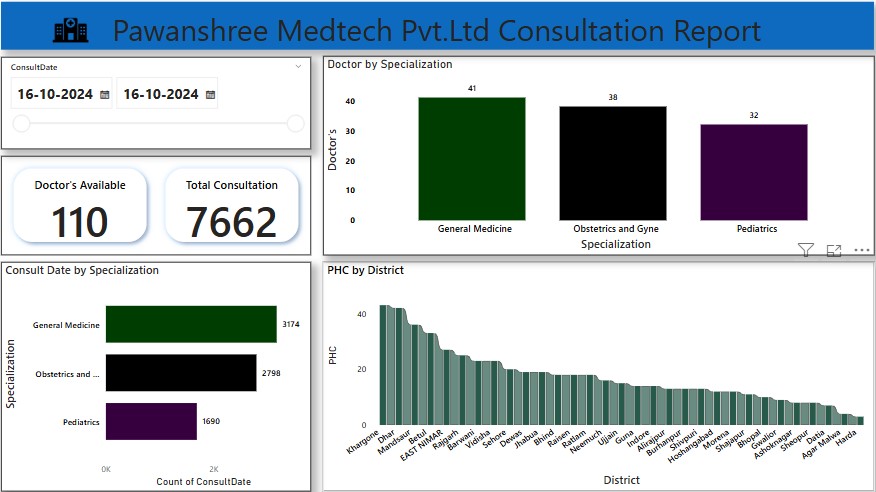 Pawanshree Medtech Pvt.Ltd Consultation Report
ConsultDate
16-10-2024 16-10-2024
Doctor's Available
110
Total Consultation
7662
Doctor by Specialization
Doctor's
40
30
20
10
0
41
38
32
General Medicine
Obstetrics and Gyne
Pediatrics
Specialization
Consult Date by Specialization
Specialization
General Medicine 3174
Obstetrics and ... 2798
Pediatrics 1690
0K 2K
Count of ConsultDate
PHC by District
PHC
40
20
0
Khargone
Dhar
Mandsaur
Betul
EAST NIMAR
Rajgarh
Barwani
Vidisha
Sehore
Dewas
Jhabua
Bhind
Raisen
Ratlam
Neemuch
Ujjain
Guna
Indore
Alirajpur
Burhanpur
Shivpuri
Hoshangabad
Morena
Shajapur
Bhopal
Gwalior
Ashoknagar
Sheopur
Datia
Agar Malwa
Harda
District